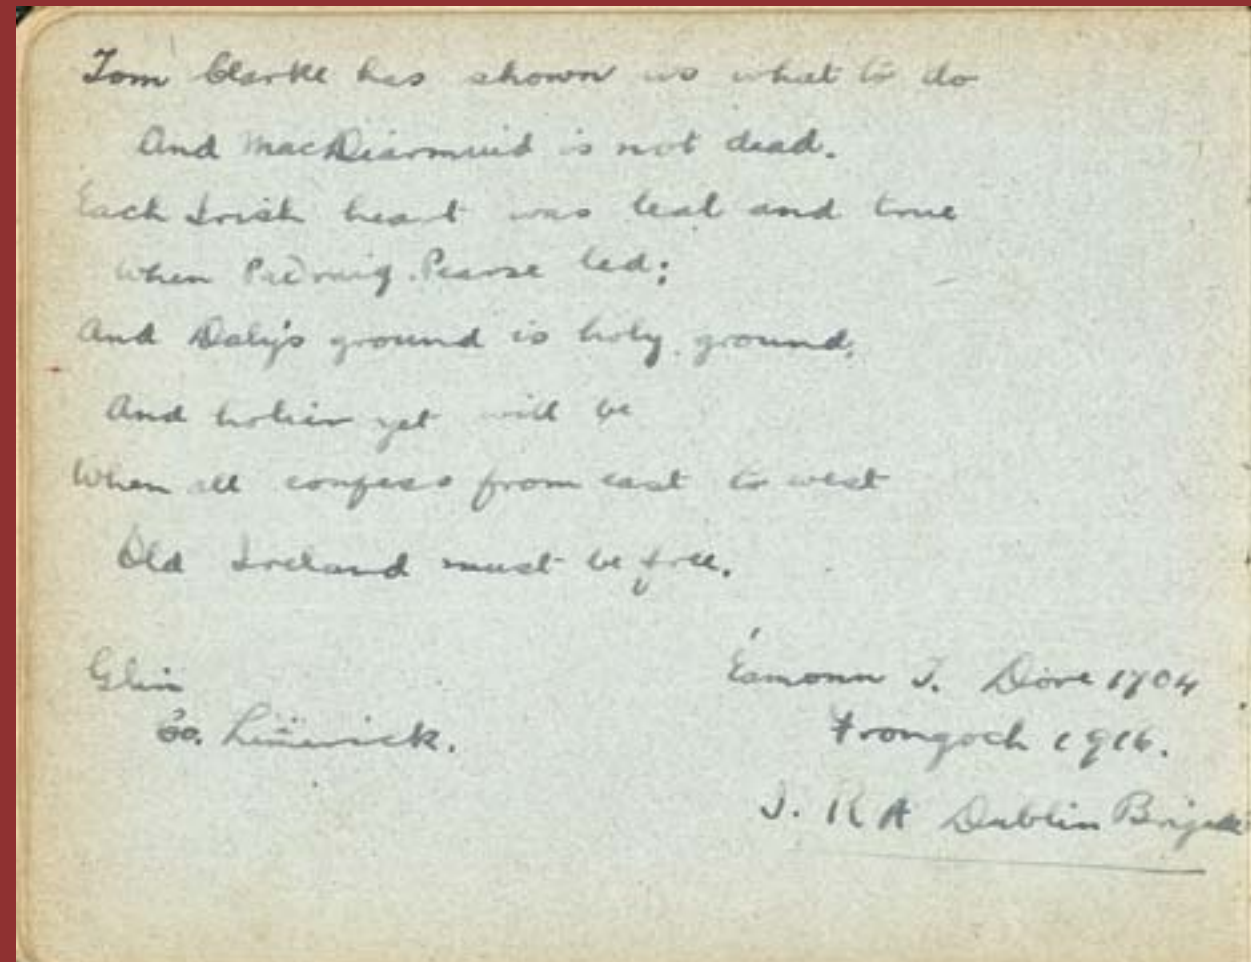 Tom Clarke has shown us what to do
And MacDiarmuid is not dead.
Each Irish heart was leal and true
When Padraig Pearse led;
And Daly's ground is holy ground,
And holier yet will be
When all confess from east to west
Old Ireland must be free.
Glin
Co. Limerick.
Éamonn T. Dore 1704
Frongoch 1916.
I. R A Dublin Brigade